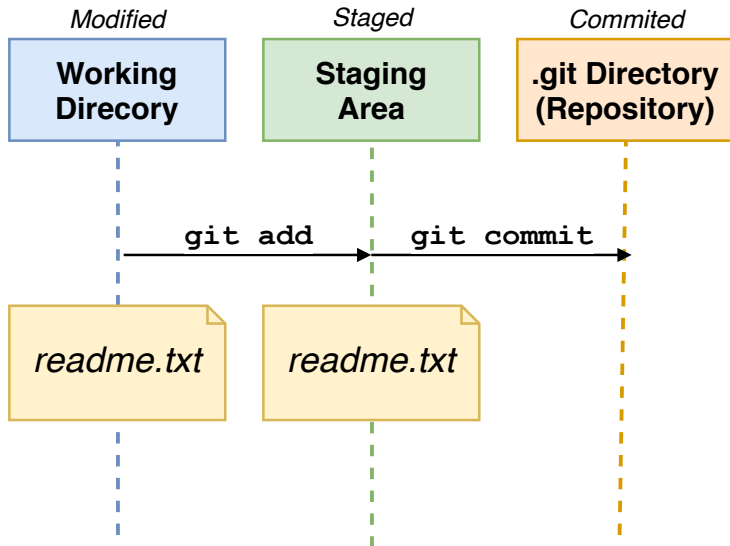 Modified
Staged
Commited
Working
Direcory
Staging
Area
.git Directory
(Repository)
git add
git commit
readme.txt
readme.txt